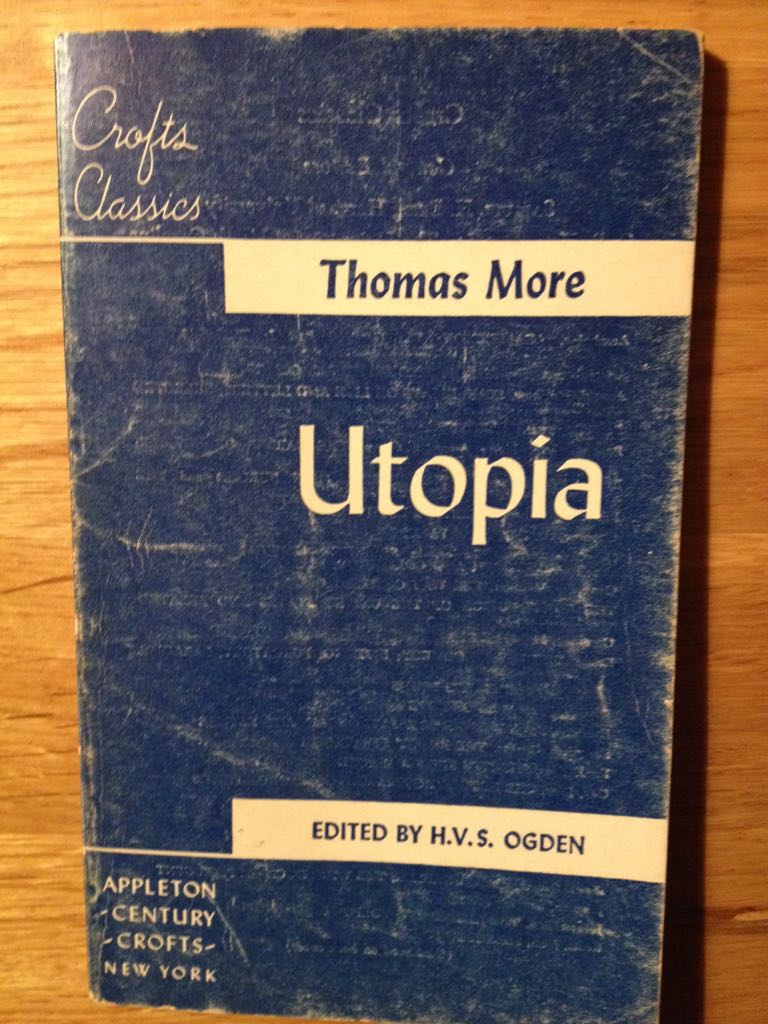 Crofts
Classics
Thomas More
Utopia
EDITED BY H.V.S. OGDEN
APPLETON
-CENTURY
-CROFTS-
NEW YORK